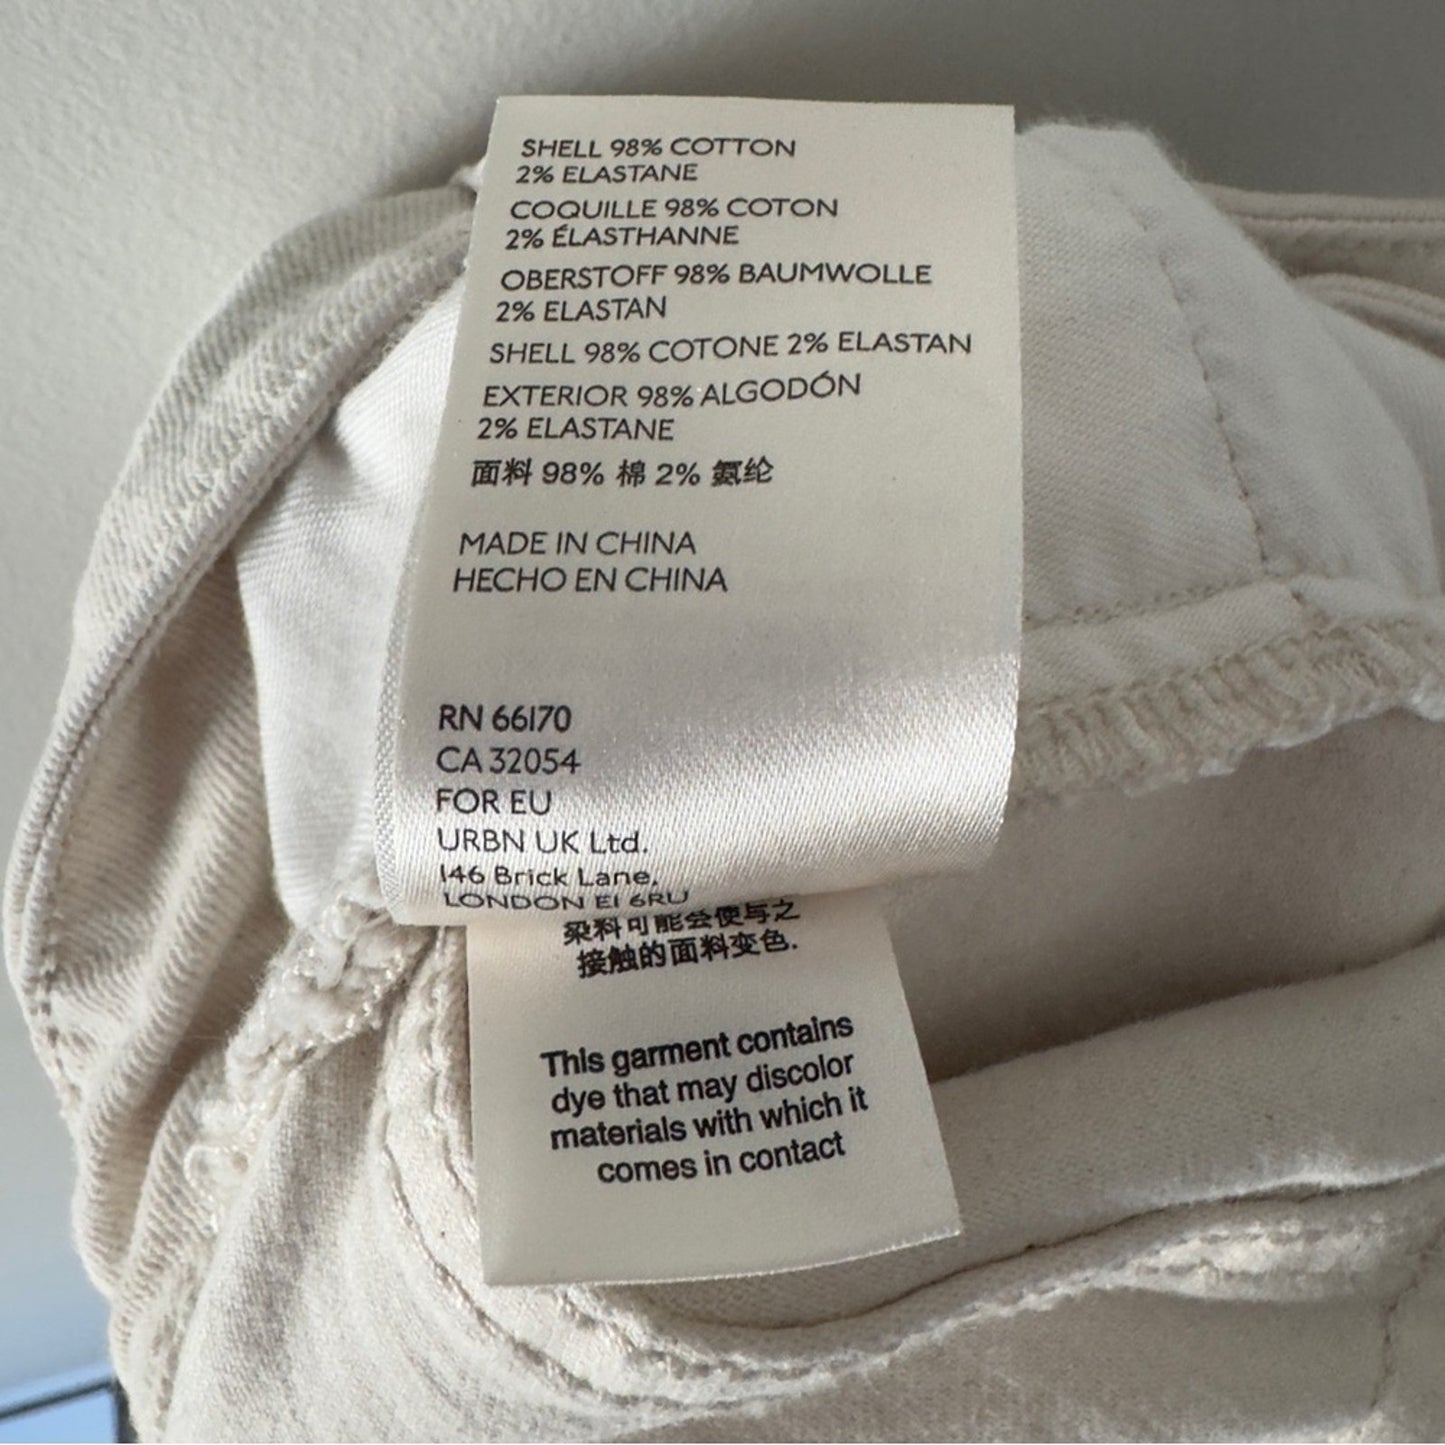 SHELL 98% COTTON
2% ELASTANE
COQUILLE 98% COTON
2% ÉLASTHANNE
OBERSTOFF 98% BAUMWOLLE
2% ELASTAN
SHELL 98% COTONE 2% ELASTAN
EXTERIOR 98% ALGODÓN
2% ELASTANE
面料 98% 棉 2% 氨纶
MADE IN CHINA
HECHO EN CHINA
RN 66170
CA 32054
FOR EU
URBN UK Ltd.
146 Brick Lane,
LONDON E1 6RU
染料可能会使与之
接触的面料变色.
This garment contains
dye that may discolor
materials with which it
comes in contact